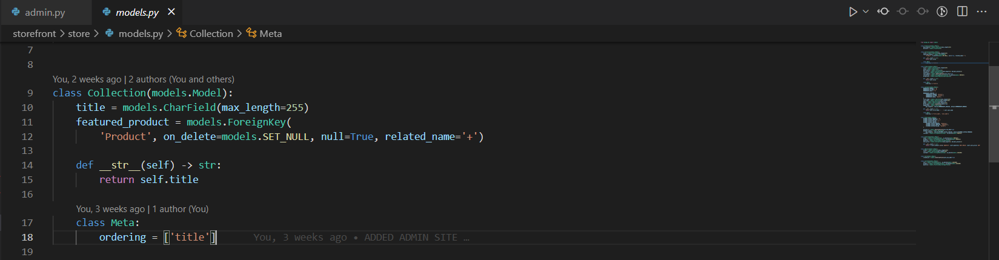 admin.py
models.py
storefront > store > models.py > Collection > Meta
7
8
You, 2 weeks ago | 2 authors (You and others)
9 class Collection(models.Model):
10 title = models.CharField(max_length=255)
11 featured_product = models.ForeignKey(
12 'Product', on_delete=models.SET_NULL, null=True, related_name='+')
13
14 def __str__(self) -> str:
15 return self.title
16
You, 3 weeks ago | 1 author (You)
17 class Meta:
18 ordering = ['title'] You, 3 weeks ago • ADDED ADMIN SITE …
19